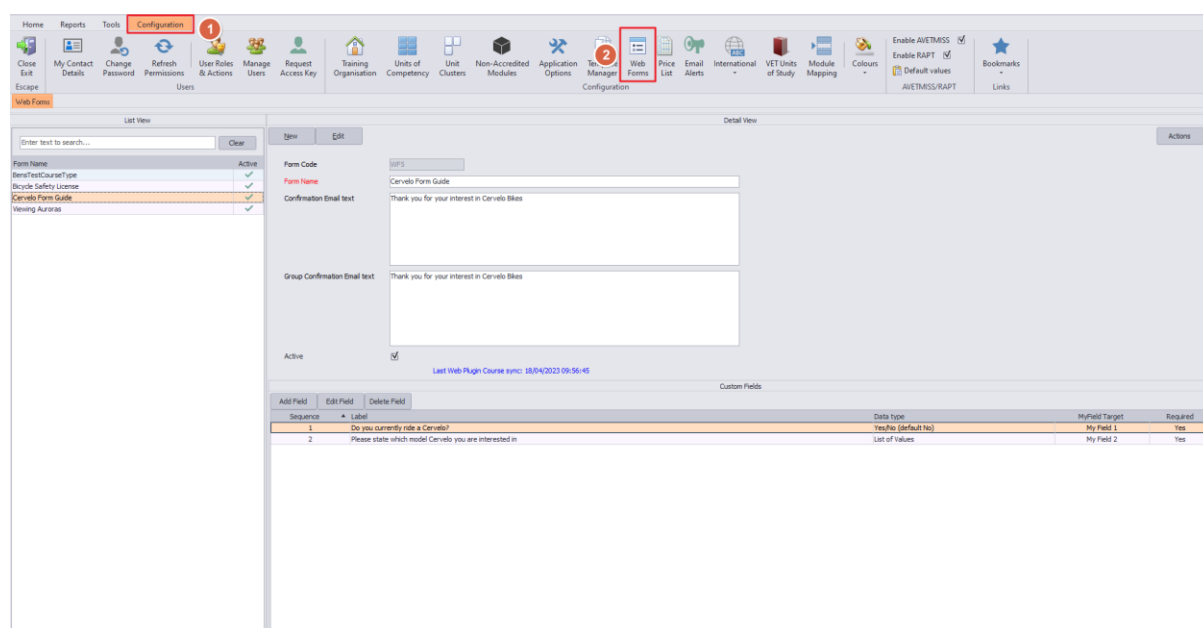 Home Reports Tools Configuration
1
2
Close Exit
My Contact Details
Change Password
Refresh Permissions
User Roles & Actions
Manage Users
Request Access Key
Training Organisation
Units of Competency
Unit Clusters
Non-Accredited Modules
Application Options
Manager
Web Forms
Price List
Email Alerts
ABC
International
VET Units of Study
Module Mapping
Colours
Enable AVETMISS
Enable RAPT
Default values
Bookmarks
Escape Users Configuration AVETMISS/RAPT Links
Web Forms
List View Detail View
Enter text to search... Clear New Edit Actions
Form Name Active
BensTestCourseType
Bicycle Safety License
Cervelo Form Guide
Viewing Auroras
Form Code WF5
Form Name Cervelo Form Guide
Confirmation Email text Thank you for your interest in Cervelo Bikes
Group Confirmation Email text Thank you for your interest in Cervelo Bikes
Active
Last Web Plugin Course sync: 18/04/2023 09:56:45
Custom Fields
Add Field Edit Field Delete Field
Sequence Label Data type MyField Target Required
1 Do you currently ride a Cervelo? Yes/No (default No) My Field 1 Yes
2 Please state which model Cervelo you are interested in List of Values My Field 2 Yes